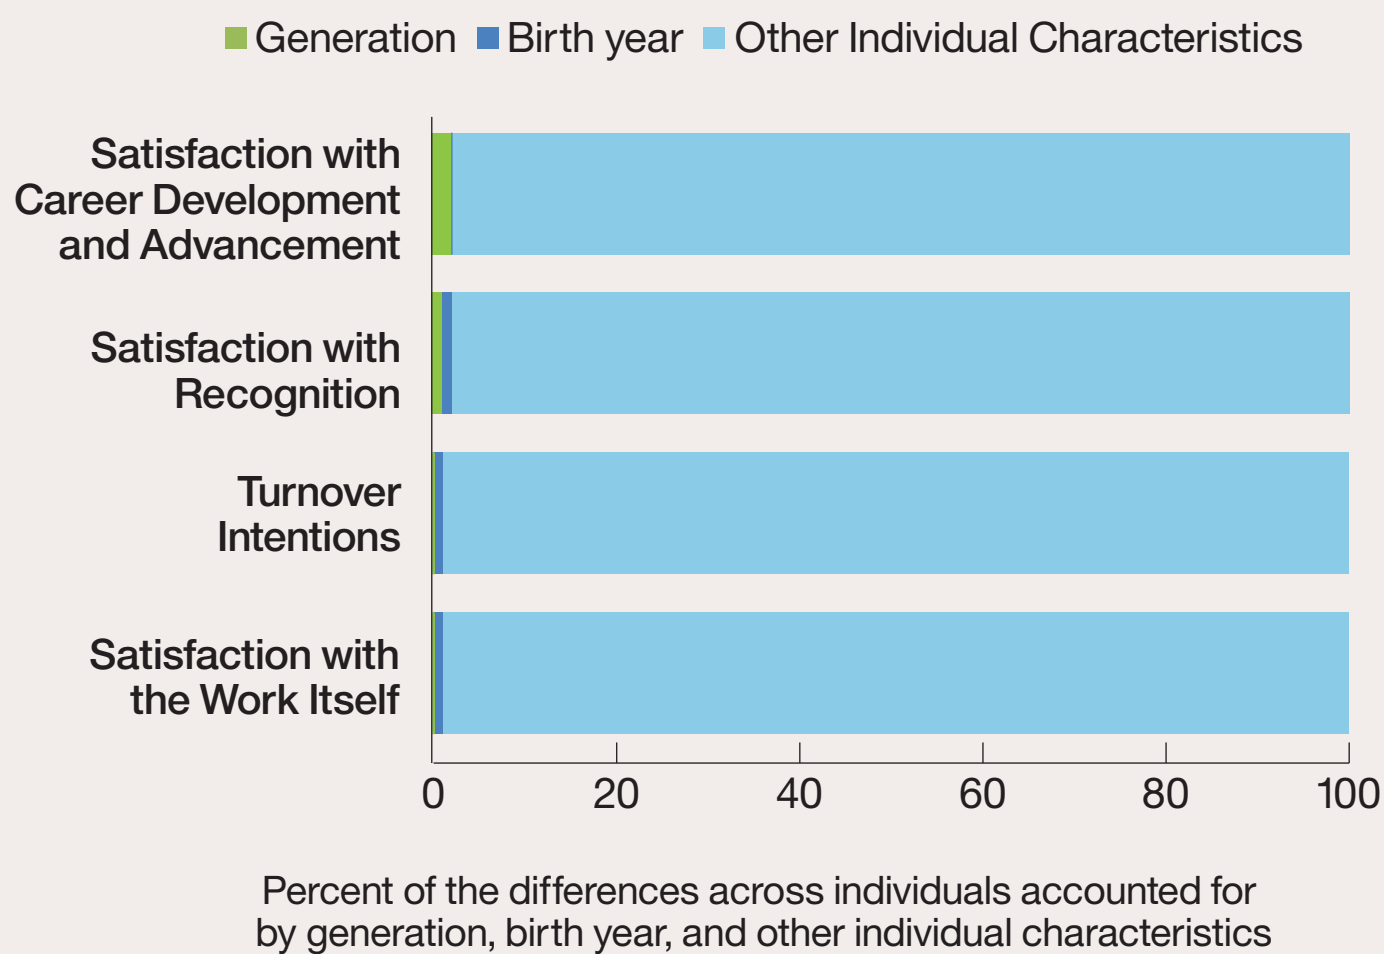 Generation Birth year Other Individual Characteristics
Satisfaction with
Career Development
and Advancement
Satisfaction with
Recognition
Turnover
Intentions
Satisfaction with
the Work Itself
0 20 40 60 80 100
Percent of the differences across individuals accounted for
by generation, birth year, and other individual characteristics